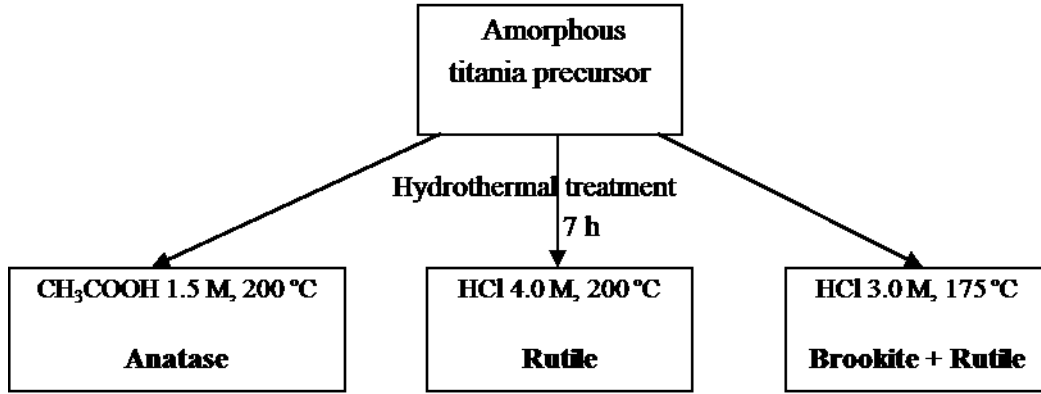 Amorphous
titania precursor
Hydrothermal treatment
7 h
CH₃COOH 1.5 M, 200 ºC
Anatase
HCl 4.0 M, 200 ºC
Rutile
HCl 3.0 M, 175 ºC
Brookite + Rutile